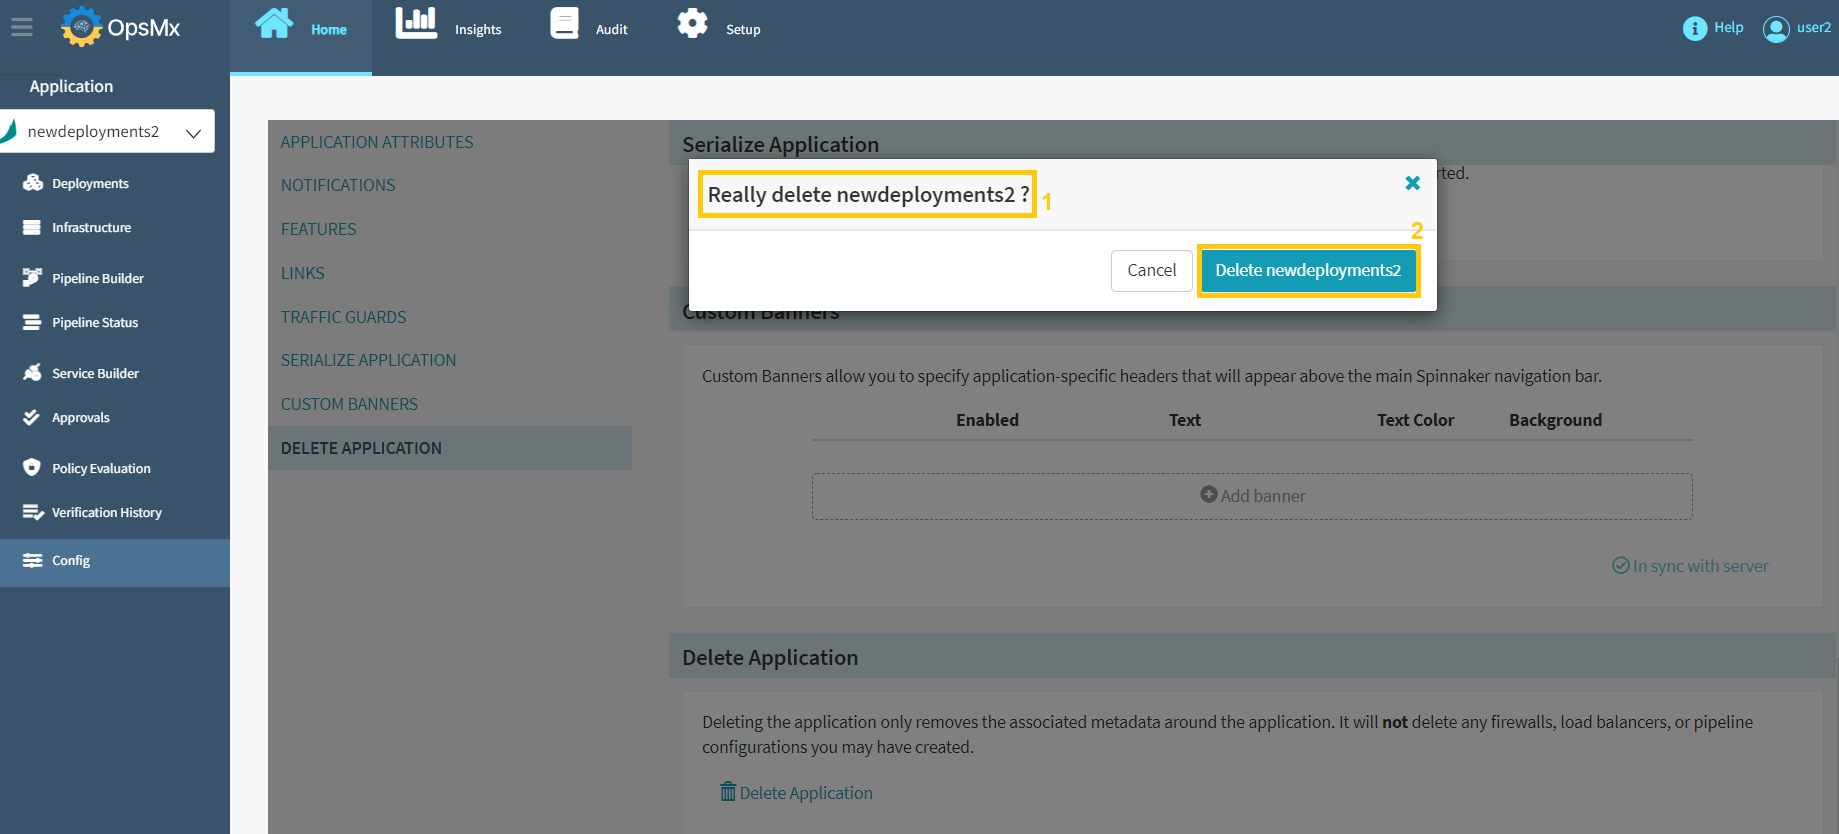 OpsMx
Home
Insights
Audit
Setup
Help
user2
Application
newdeployments2
Deployments
Infrastructure
Pipeline Builder
Pipeline Status
Service Builder
Approvals
Policy Evaluation
Verification History
Config
APPLICATION ATTRIBUTES
NOTIFICATIONS
FEATURES
LINKS
TRAFFIC GUARDS
SERIALIZE APPLICATION
CUSTOM BANNERS
DELETE APPLICATION
Serialize Application
rted.
Really delete newdeployments2 ?
1
2
Cancel
Delete newdeployments2
Custom Banners
Custom Banners allow you to specify application-specific headers that will appear above the main Spinnaker navigation bar.
Enabled Text Text Color Background
Add banner
In sync with server
Delete Application
Deleting the application only removes the associated metadata around the application. It will not delete any firewalls, load balancers, or pipeline
configurations you may have created.
Delete Application